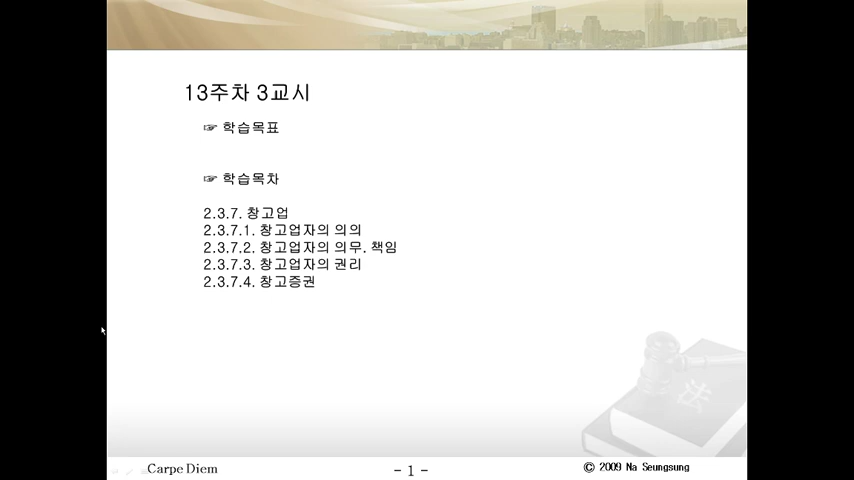 13주차 3교시
☞ 학습목표
☞ 학습목차
2.3.7. 창고업
2.3.7.1. 창고업자의 의의
2.3.7.2. 창고업자의 의무. 책임
2.3.7.3. 창고업자의 권리
2.3.7.4. 창고증권
法
Carpe Diem
- 1 -
© 2009 Na Seungsung